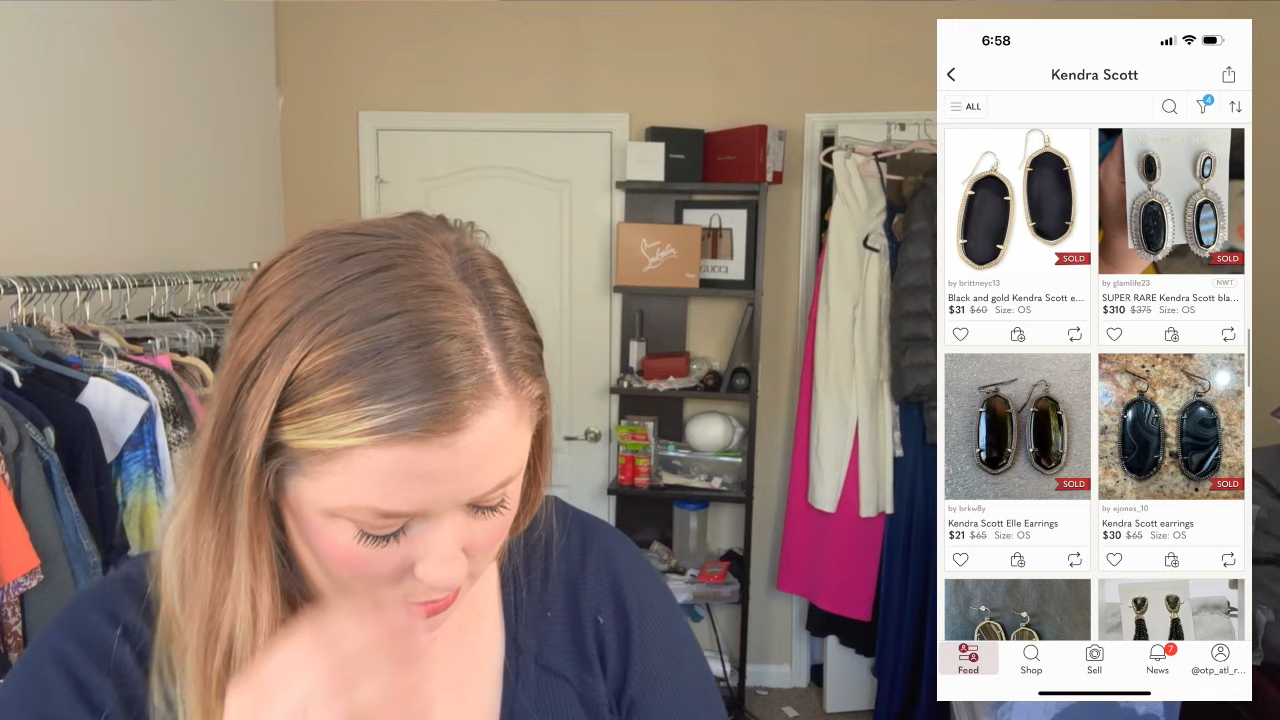 6:58
Kendra Scott
ALL
4
SOLD
SOLD
by brittneyc13
by glamlife23
NWT
Black and gold Kendra Scott e...
SUPER RARE Kendra Scott bla...
$31 $60 Size: OS
$310 $375 Size: OS
SOLD
SOLD
by brkw8y
by ejones_10
Kendra Scott Elle Earrings
Kendra Scott earrings
$21 $65 Size: OS
$30 $65 Size: OS
7
Feed
Shop
Sell
News
@otp_atl_r...
GUCCI